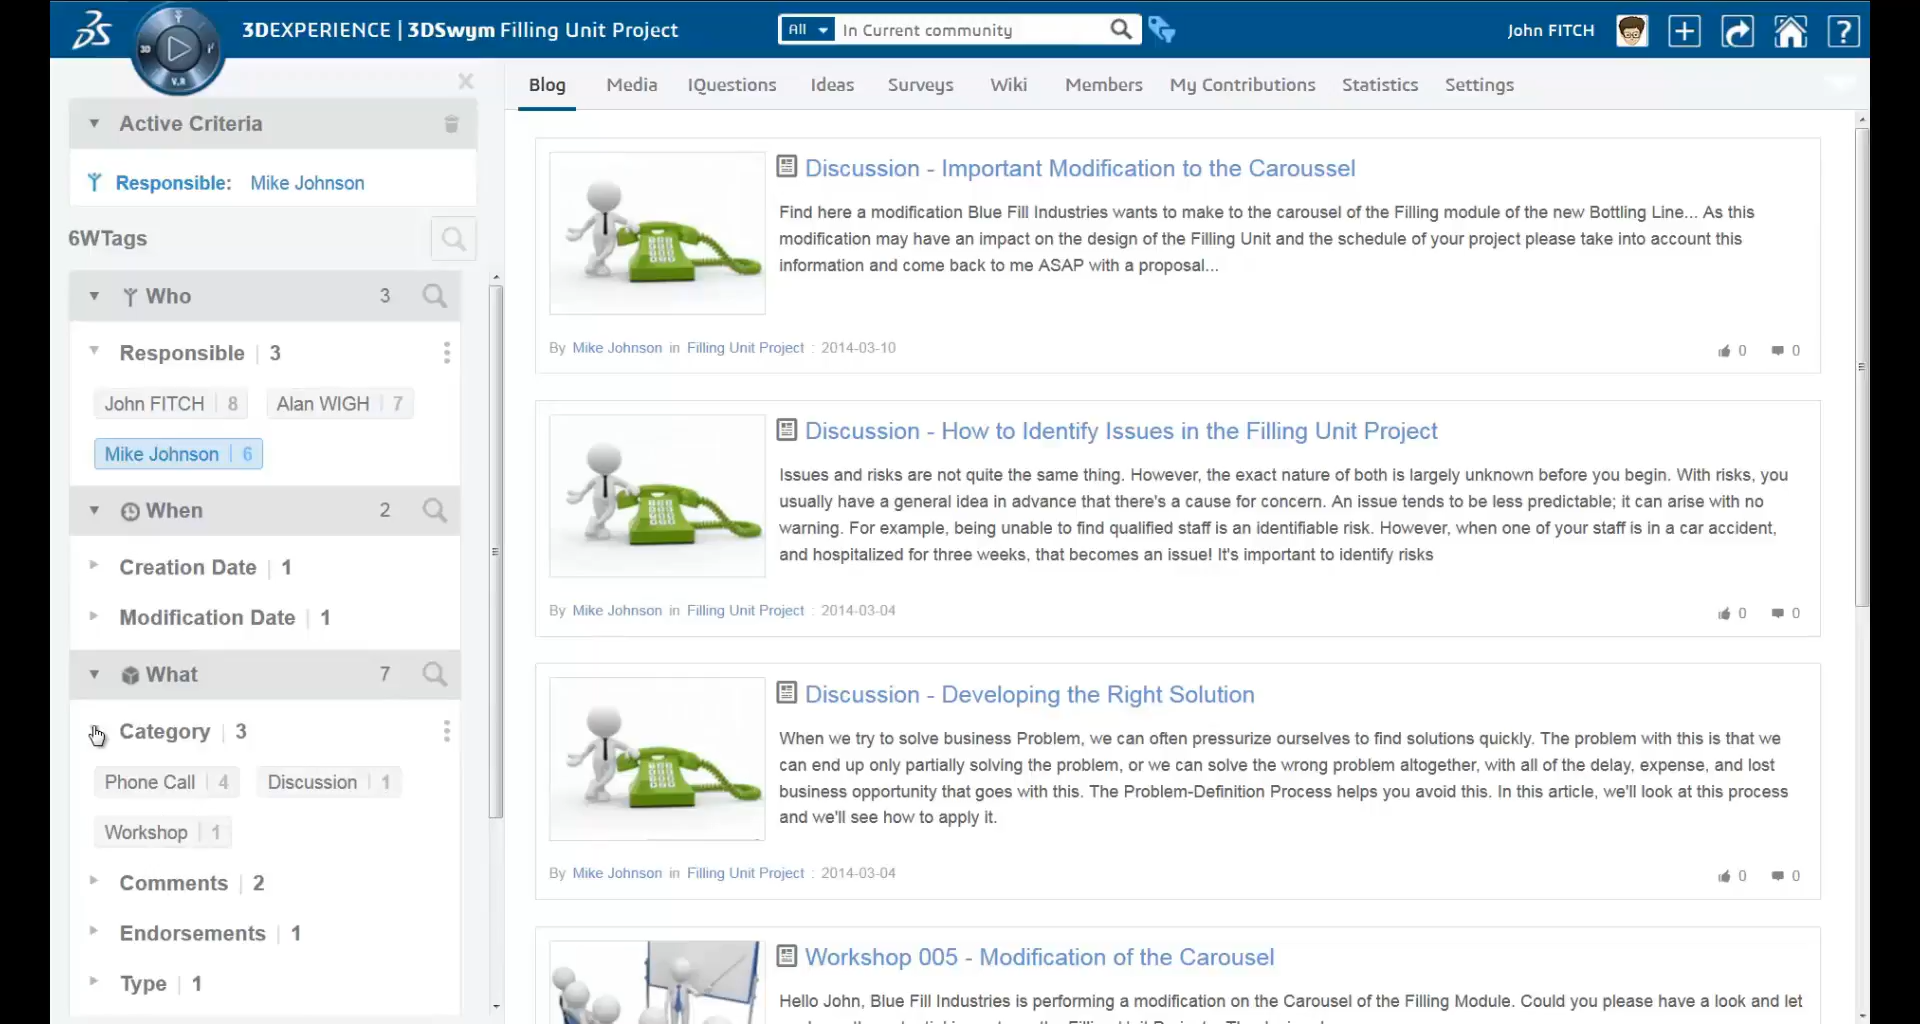 3DEXPERIENCE | 3DSwym Filling Unit Project
All
In Current community
John FITCH
3D
V.R
Active Criteria
Responsible: Mike Johnson
6WTags
Who 3
Responsible | 3
John FITCH | 8
Alan WIGH | 7
Mike Johnson | 6
When 2
Creation Date | 1
Modification Date | 1
What 7
Category | 3
Phone Call | 4
Discussion | 1
Workshop | 1
Comments | 2
Endorsements | 1
Type | 1
Blog Media IQuestions Ideas Surveys Wiki Members My Contributions Statistics Settings
Discussion - Important Modification to the Caroussel
Find here a modification Blue Fill Industries wants to make to the carousel of the Filling module of the new Bottling Line... As this
modification may have an impact on the design of the Filling Unit and the schedule of your project please take into account this
information and come back to me ASAP with a proposal...
By Mike Johnson in Filling Unit Project : 2014-03-10
0 0
Discussion - How to Identify Issues in the Filling Unit Project
Issues and risks are not quite the same thing. However, the exact nature of both is largely unknown before you begin. With risks, you
usually have a general idea in advance that there's a cause for concern. An issue tends to be less predictable; it can arise with no
warning. For example, being unable to find qualified staff is an identifiable risk. However, when one of your staff is in a car accident,
and hospitalized for three weeks, that becomes an issue! It's important to identify risks
By Mike Johnson in Filling Unit Project : 2014-03-04
0 0
Discussion - Developing the Right Solution
When we try to solve business Problem, we can often pressurize ourselves to find solutions quickly. The problem with this is that we
can end up only partially solving the problem, or we can solve the wrong problem altogether, with all of the delay, expense, and lost
business opportunity that goes with this. The Problem-Definition Process helps you avoid this. In this article, we'll look at this process
and we'll see how to apply it.
By Mike Johnson in Filling Unit Project : 2014-03-04
0 0
Workshop 005 - Modification of the Carousel
Hello John, Blue Fill Industries is performing a modification on the Carousel of the Filling Module. Could you please have a look and let